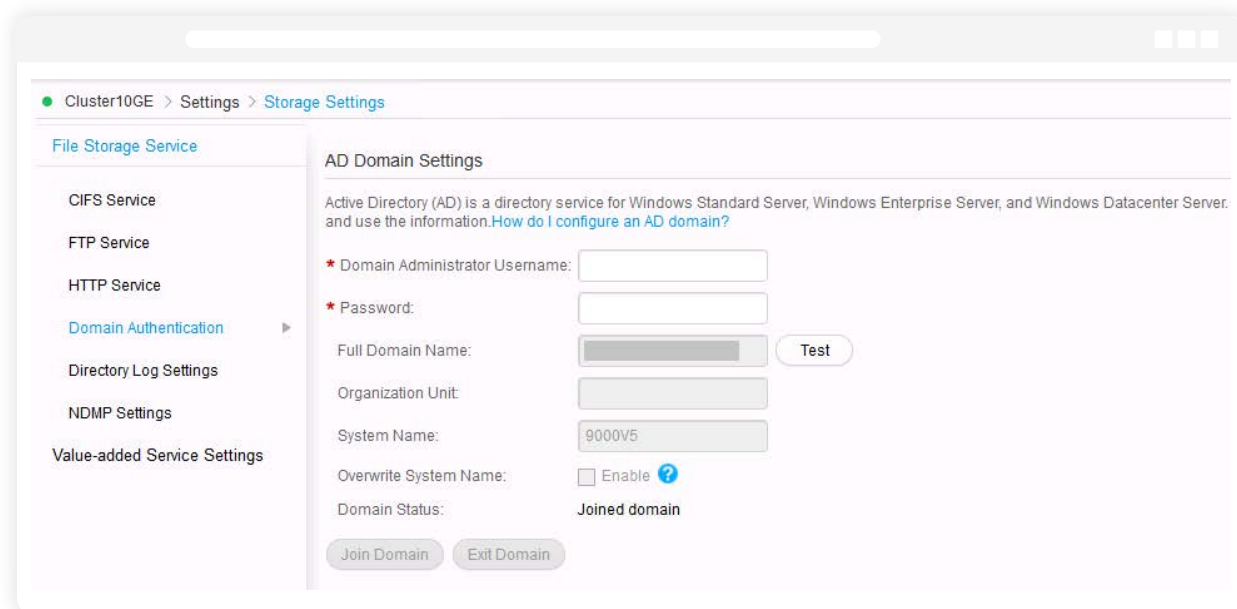 Cluster10GE > Settings > Storage Settings
File Storage Service
CIFS Service
FTP Service
HTTP Service
Domain Authentication
Directory Log Settings
NDMP Settings
Value-added Service Settings
AD Domain Settings
Active Directory (AD) is a directory service for Windows Standard Server, Windows Enterprise Server, and Windows Datacenter Server.
and use the information.How do I configure an AD domain?
* Domain Administrator Username:
* Password:
Full Domain Name: Test
Organization Unit:
System Name: 9000V5
Overwrite System Name: Enable ?
Domain Status: Joined domain
Join Domain Exit Domain